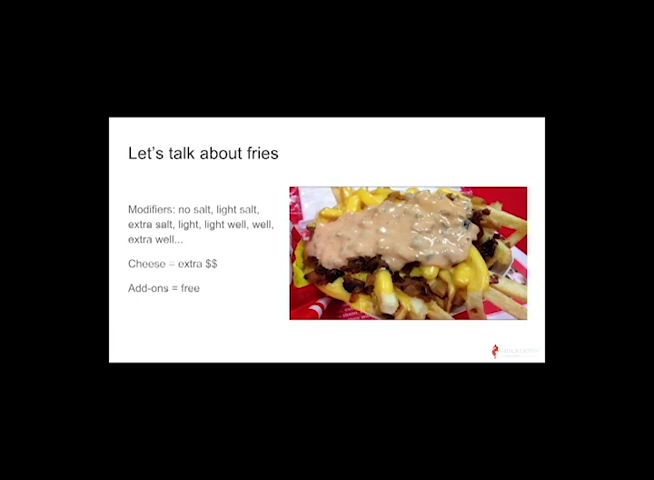 Let's talk about fries
Modifiers: no salt, light salt,
extra salt, light, light well, well,
extra well...
Cheese = extra $$
Add-ons = free